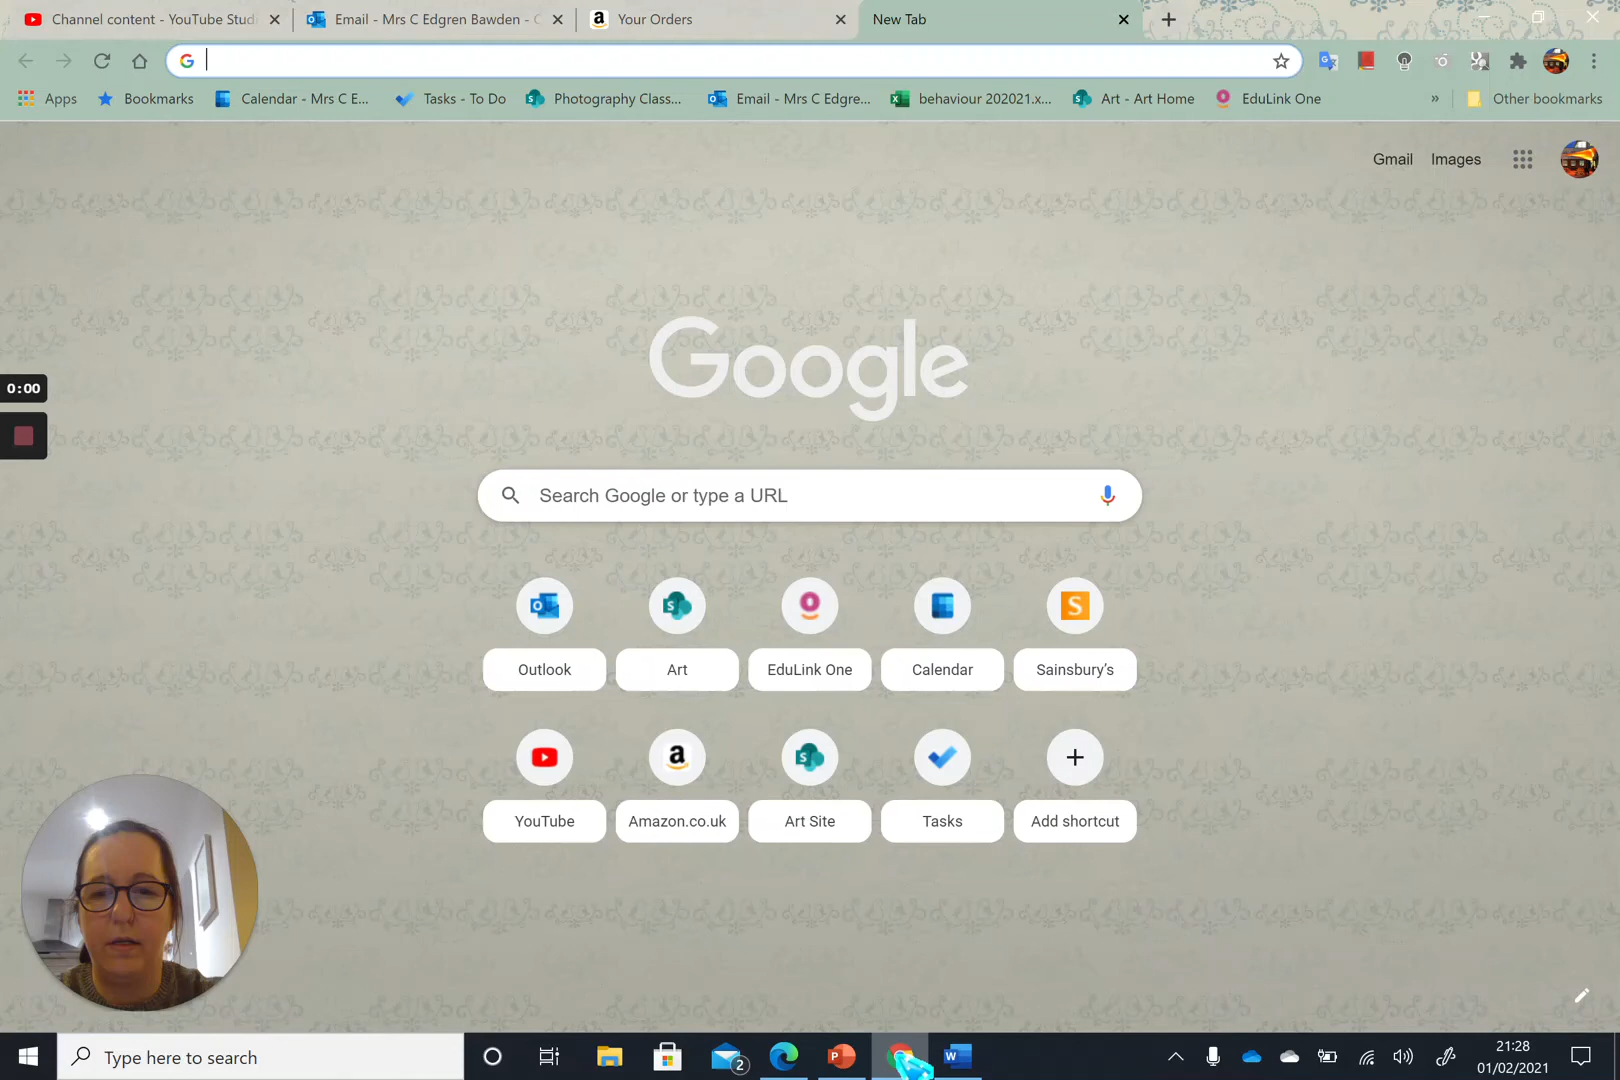 Channel content - YouTube Studi
Email - Mrs C Edgren Bawden - C
Your Orders
New Tab
Apps
Bookmarks
Calendar - Mrs C E...
Tasks - To Do
Photography Class...
Email - Mrs C Edgre...
behaviour 202021.x...
Art - Art Home
EduLink One
»
Other bookmarks
Gmail
Images
Google
0:00
Search Google or type a URL
Outlook
Art
EduLink One
Calendar
Sainsbury's
YouTube
Amazon.co.uk
Art Site
Tasks
Add shortcut
Type here to search
2
21:28
01/02/2021